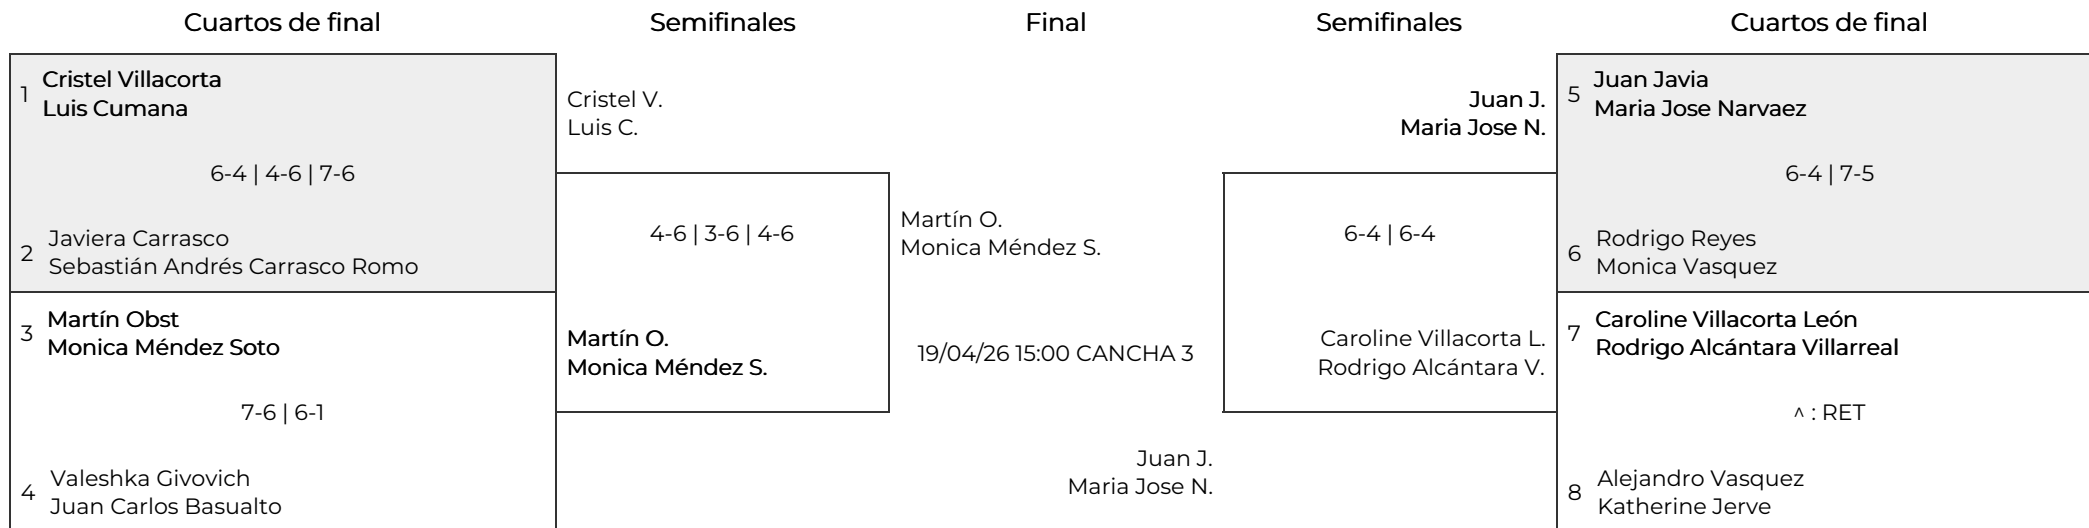 Cuartos de final
Semifinales
Final
Semifinales
Cuartos de final
1
Cristel Villacorta
Luis Cumana
6-4 | 4-6 | 7-6
2
Javiera Carrasco
Sebastián Andrés Carrasco Romo
3
Martín Obst
Monica Méndez Soto
7-6 | 6-1
4
Valeshka Givovich
Juan Carlos Basualto
Cristel V.
Luis C.
4-6 | 3-6 | 4-6
Martín O.
Monica Méndez S.
Martín O.
Monica Méndez S.
19/04/26 15:00 CANCHA 3
Juan J.
Maria Jose N.
Juan J.
Maria Jose N.
6-4 | 6-4
Caroline Villacorta L.
Rodrigo Alcántara V.
5
Juan Javia
Maria Jose Narvaez
6-4 | 7-5
6
Rodrigo Reyes
Monica Vasquez
7
Caroline Villacorta León
Rodrigo Alcántara Villarreal
^ : RET
8
Alejandro Vasquez
Katherine Jerve